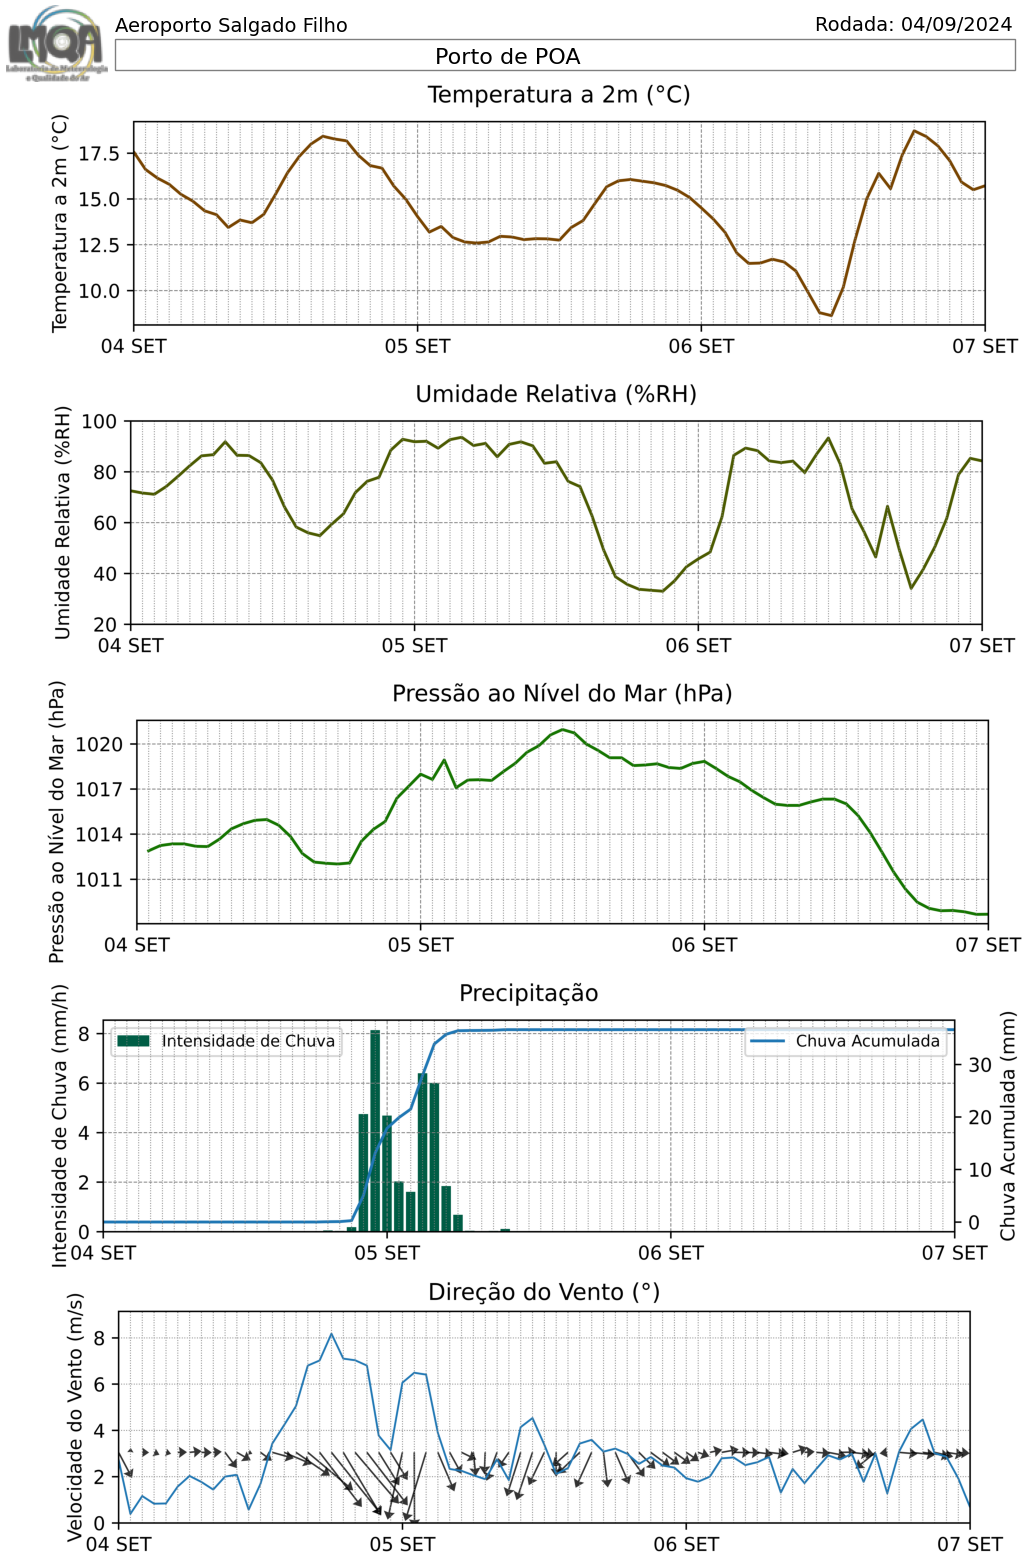 LMQA
Laboratório de Meteorologia
e Qualidade do Ar
Aeroporto Salgado Filho
Rodada: 04/09/2024
Porto de POA
Temperatura a 2m (°C)
Temperatura a 2m (°C)
17.5
15.0
12.5
10.0
04 SET 05 SET 06 SET 07 SET
Umidade Relativa (%RH)
Umidade Relativa (%RH)
100
80
60
40
20
04 SET 05 SET 06 SET 07 SET
Pressão ao Nível do Mar (hPa)
Pressão ao Nível do Mar (hPa)
1020
1017
1014
1011
04 SET 05 SET 06 SET 07 SET
Precipitação
Intensidade de Chuva (mm/h)
8
6
4
2
0
Intensidade de Chuva
Chuva Acumulada
30
20
10
0
Chuva Acumulada (mm)
04 SET 05 SET 06 SET 07 SET
Direção do Vento (°)
Velocidade do Vento (m/s)
8
6
4
2
0
04 SET 05 SET 06 SET 07 SET